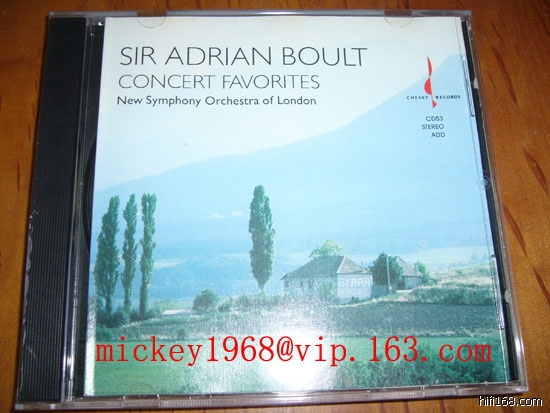 SIR ADRIAN BOULT
CONCERT FAVORITES
New Symphony Orchestra of London
CHESKY RECORDS
CD53
STEREO
ADD
BYRRH
mickey1968@vip.163.com
hifi168.com